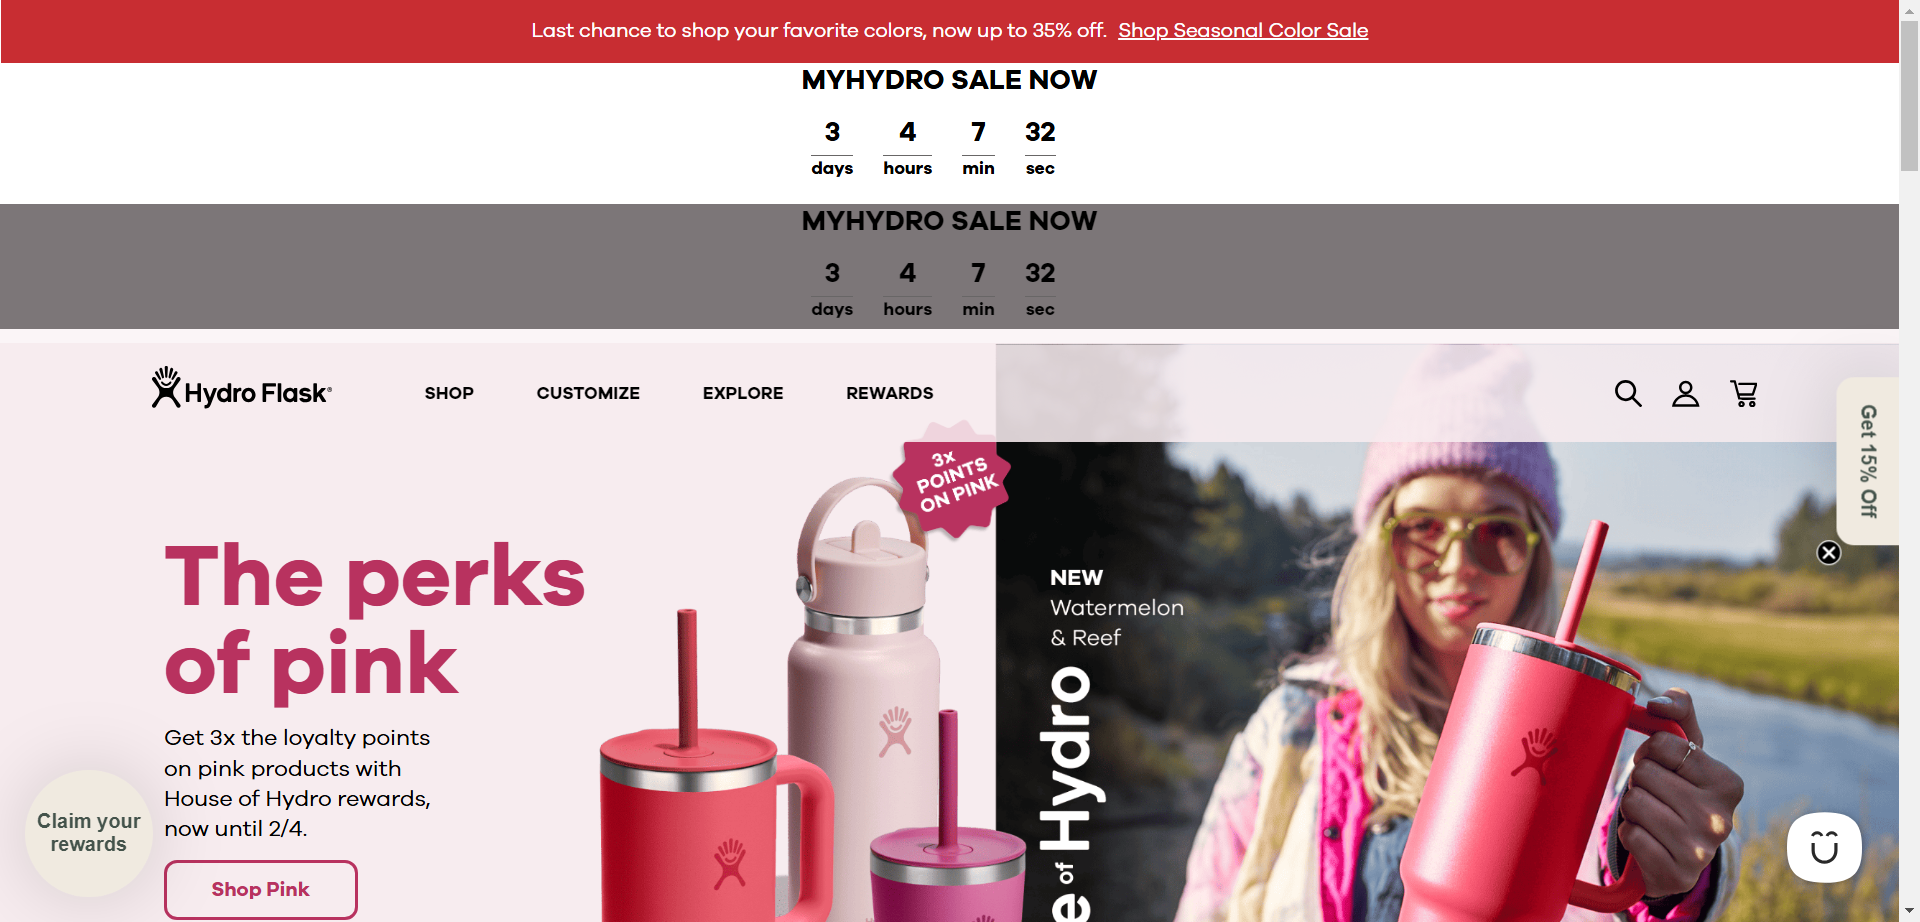 Last chance to shop your favorite colors, now up to 35% off. Shop Seasonal Color Sale
MYHYDRO SALE NOW
3 4 7 32
days hours min sec
MYHYDRO SALE NOW
3 4 7 32
days hours min sec
Hydro Flask®
SHOP CUSTOMIZE EXPLORE REWARDS
3x
POINTS
ON PINK
The perks
of pink
Get 3x the loyalty points
on pink products with
House of Hydro rewards,
now until 2/4.
Shop Pink
Claim your
rewards
NEW
Watermelon
& Reef
of Hydro
Get 15% Off